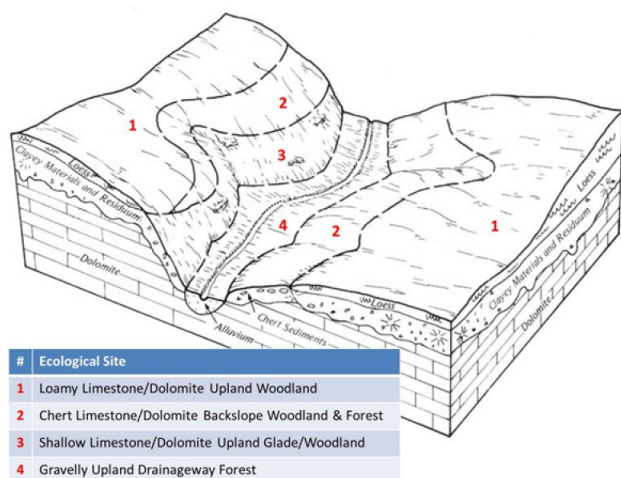 1
2
3
4
2
1
Loess
Clayey Materials and Residuum
Dolomite
Alluvium
Chert Sediments
Loess
Loess
Clayey Materials and Residuum
Dolomite
# Ecological Site
1 Loamy Limestone/Dolomite Upland Woodland
2 Chert Limestone/Dolomite Backslope Woodland & Forest
3 Shallow Limestone/Dolomite Upland Glade/Woodland
4 Gravelly Upland Drainageway Forest